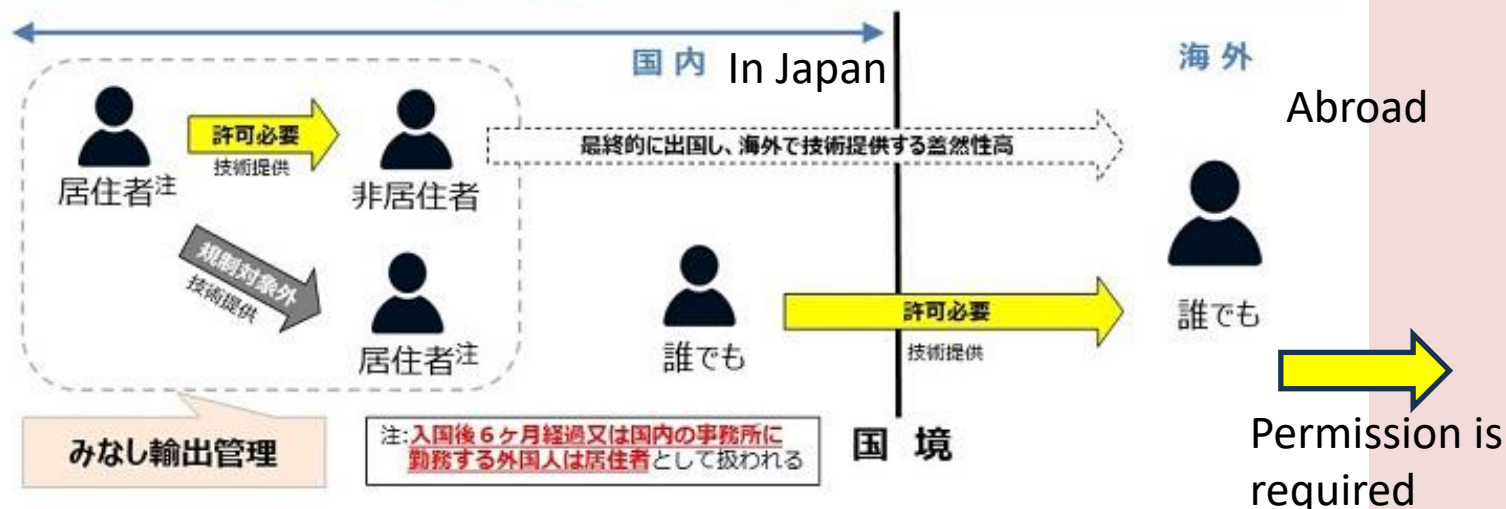 国内 In Japan
海外
Abroad
許可必要
技術提供
居住者注
非居住者
最終的に出国し、海外で技術提供する蓋然性高
規制対象外
技術提供
居住者注
誰でも
許可必要
技術提供
誰でも
みなし輸出管理
注:入国後6ヶ月経過又は国内の事務所に
勤務する外国人は居住者として扱われる
国境
Permission is
required